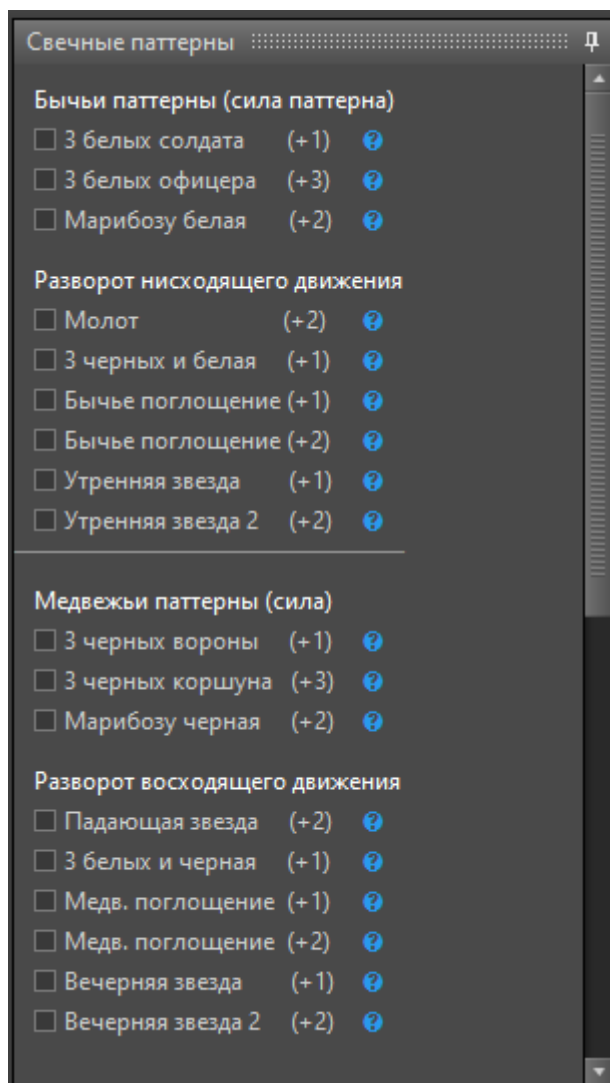 Свечные паттерны
Бычьи паттерны (сила паттерна)
3 белых солдата (+1) ?
3 белых офицера (+3) ?
Марибозу белая (+2) ?
Разворот нисходящего движения
Молот (+2) ?
3 черных и белая (+1) ?
Бычье поглощение (+1) ?
Бычье поглощение (+2) ?
Утренняя звезда (+1) ?
Утренняя звезда 2 (+2) ?
Медвежьи паттерны (сила)
3 черных вороны (+1) ?
3 черных коршуна (+3) ?
Марибозу черная (+2) ?
Разворот восходящего движения
Падающая звезда (+2) ?
3 белых и черная (+1) ?
Медв. поглощение (+1) ?
Медв. поглощение (+2) ?
Вечерняя звезда (+1) ?
Вечерняя звезда 2 (+2) ?